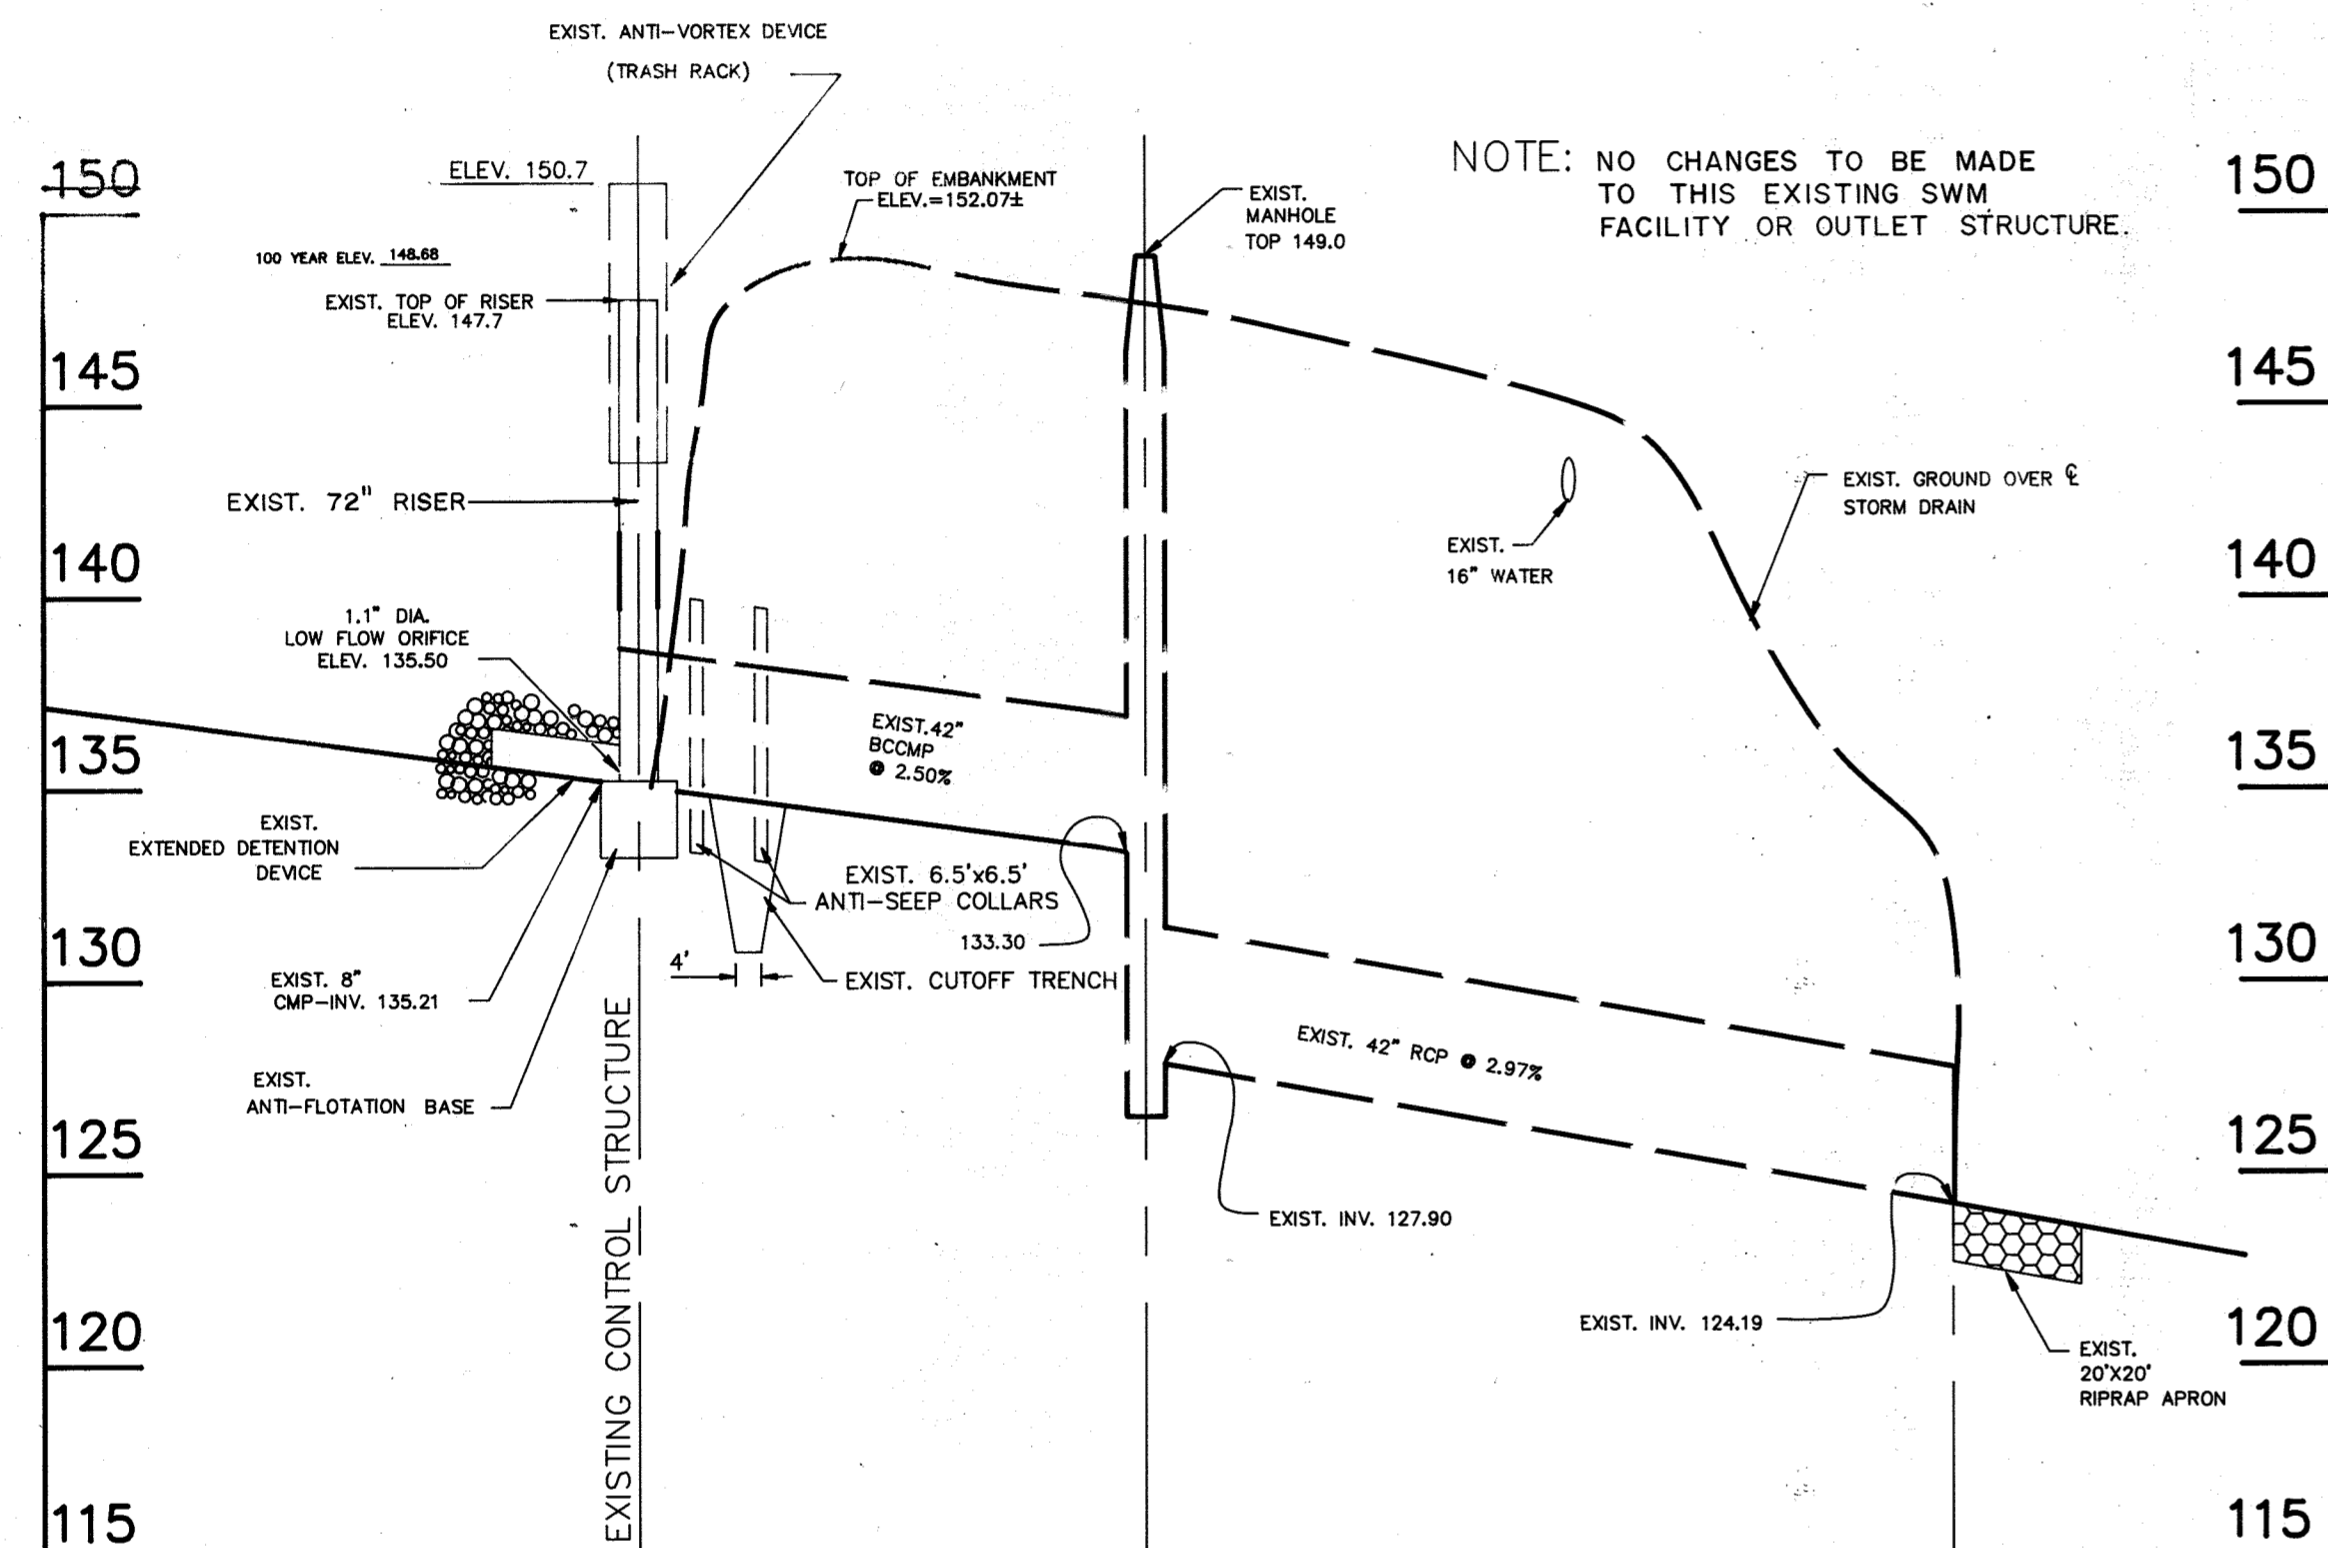 EXIST. ANTI-VORTEX DEVICE
(TRASH RACK)
NOTE: NO CHANGES TO BE MADE
TO THIS EXISTING SWM
FACILITY OR OUTLET STRUCTURE.
150
150
ELEV. 150.7
TOP OF EMBANKMENT
ELEV.=152.07±
EXIST.
MANHOLE
TOP 149.0
100 YEAR ELEV. 148.68
EXIST. TOP OF RISER
ELEV. 147.7
145
145
EXIST. 72" RISER
EXIST. GROUND OVER ℄
STORM DRAIN
EXIST.
16" WATER
140
140
1.1" DIA.
LOW FLOW ORIFICE
ELEV. 135.50
EXIST.42"
BCCMP
@ 2.50%
135
135
EXIST.
EXTENDED DETENTION
DEVICE
EXIST. 6.5'x6.5'
ANTI-SEEP COLLARS
133.30
130
130
4'
EXIST. CUTOFF TRENCH
EXIST. 8"
CMP-INV. 135.21
EXIST. 42" RCP @ 2.97%
EXIST.
ANTI-FLOTATION BASE
125
125
EXIST. INV. 127.90
EXISTING CONTROL STRUCTURE
EXIST. INV. 124.19
120
120
EXIST.
20'X20'
RIPRAP APRON
115
115